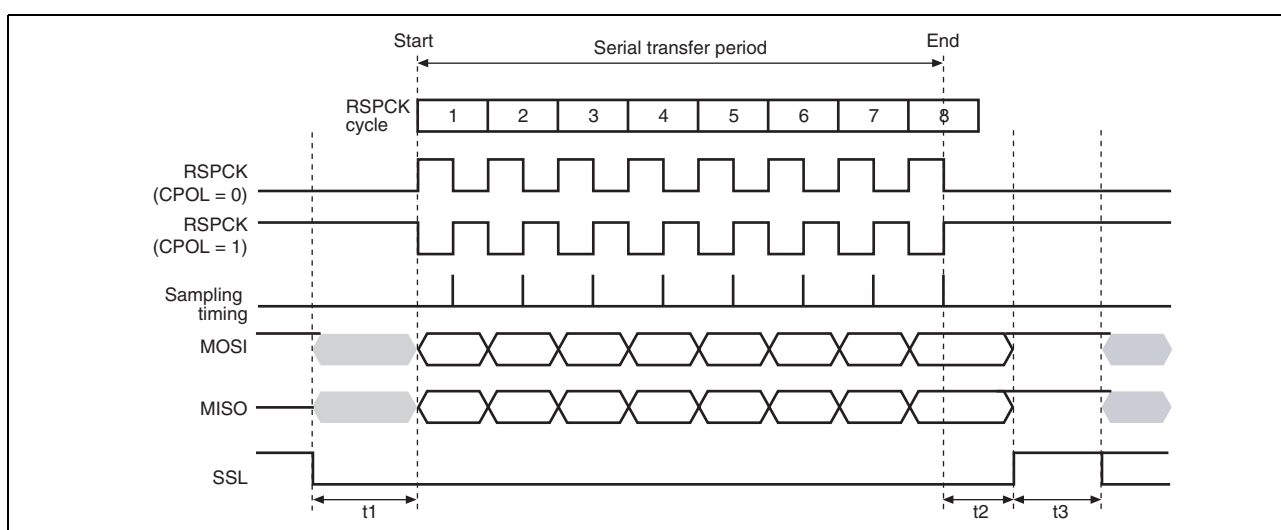 Start
Serial transfer period
End
RSPCK
cycle
1 2 3 4 5 6 7 8
RSPCK
(CPOL = 0)
RSPCK
(CPOL = 1)
Sampling
timing
MOSI
MISO
SSL
t1
t2
t3